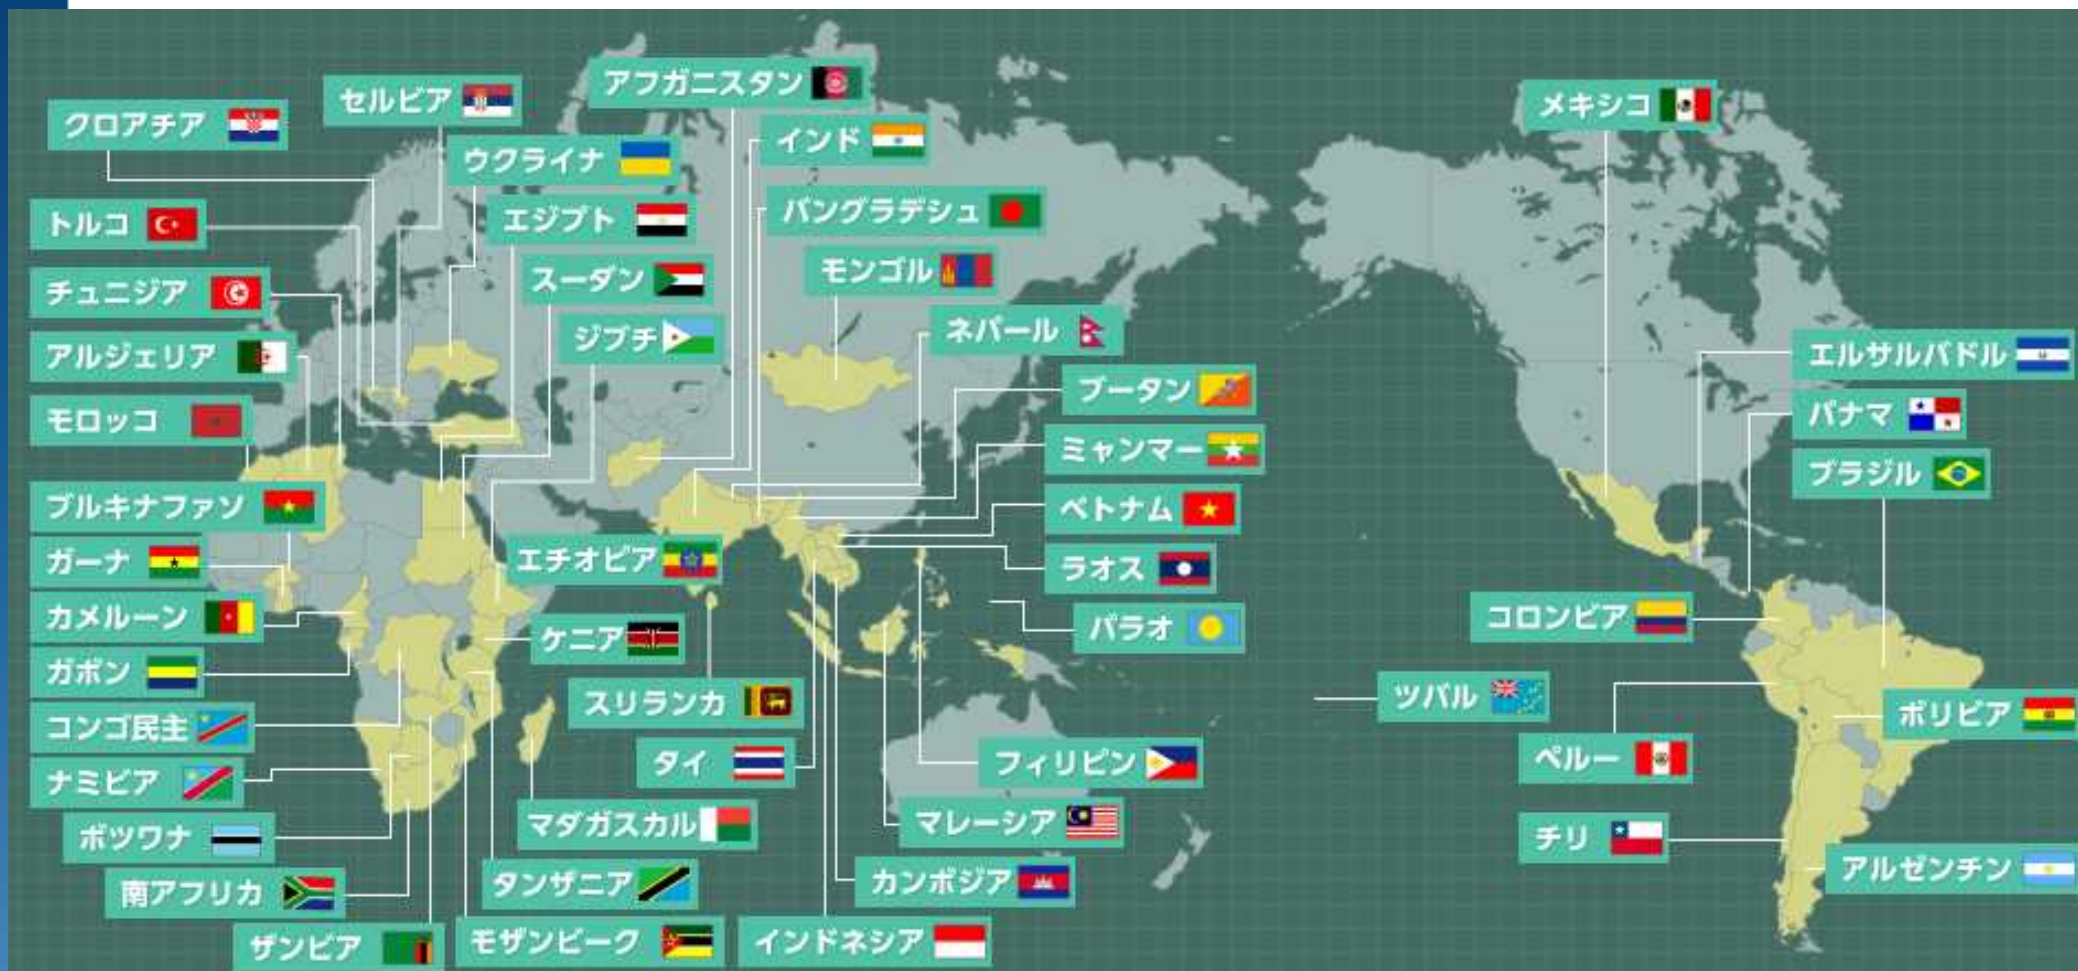 クロアチア
セルビア
アフガニスタン
メキシコ
ウクライナ
インド
トルコ
エジプト
バングラデシュ
チュニジア
スーダン
モンゴル
アルジェリア
ジブチ
ネパール
エルサルバドル
モロッコ
ブータン
パナマ
ミャンマー
ブラジル
ブルキナファソ
ベトナム
ガーナ
エチオピア
ラオス
カメルーン
ケニア
パラオ
コロンビア
ガボン
スリランカ
ツバル
ボリビア
コンゴ民主
タイ
フィリピン
ペルー
ナミビア
マダガスカル
マレーシア
チリ
ボツワナ
アルゼンチン
南アフリカ
タンザニア
カンボジア
ザンビア
モザンビーク
インドネシア